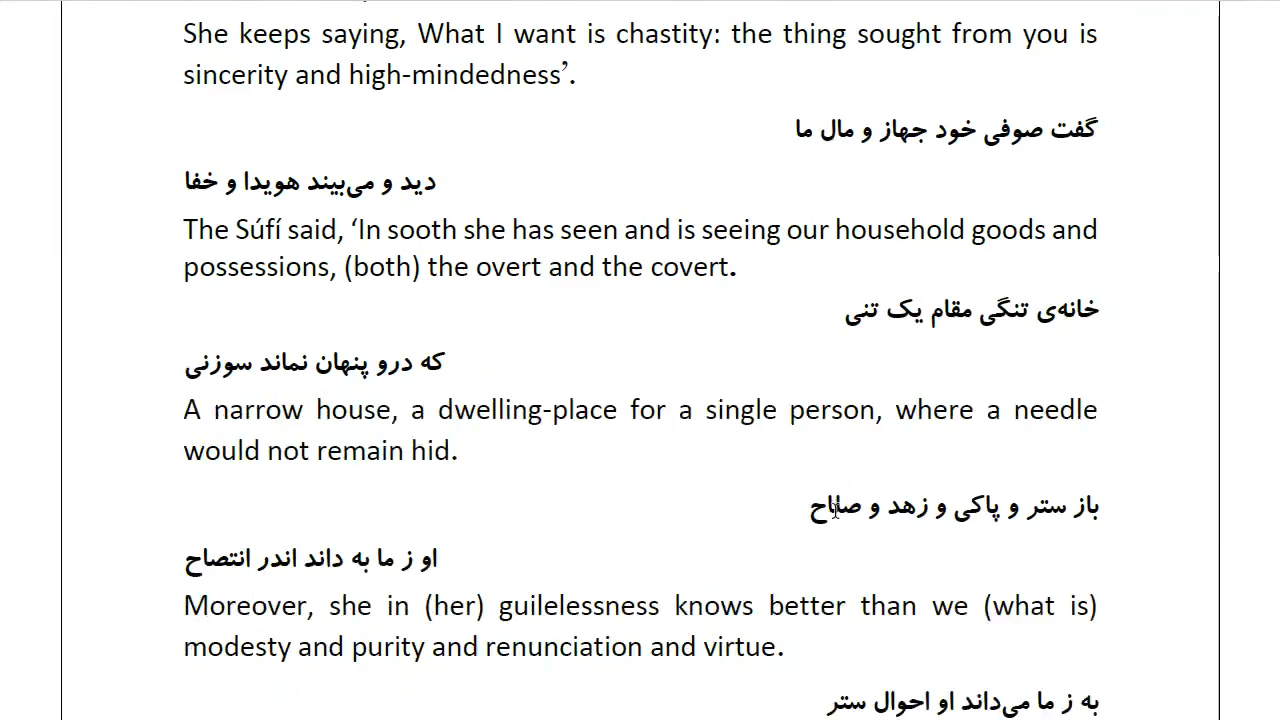 She keeps saying, What I want is chastity: the thing sought from you is
sincerity and high-mindedness’.
گفت صوفی خود جهاز و مال ما
دید و می‌بیند هویدا و خفا
The Súfí said, ‘In sooth she has seen and is seeing our household goods and
possessions, (both) the overt and the covert.
خانه‌ی تنگی مقام یک تنی
که درو پنهان نماند سوزنی
A narrow house, a dwelling-place for a single person, where a needle
would not remain hid.
باز ستر و پاکی و زهد و صلاح
او ز ما به داند اندر انتصاح
Moreover, she in (her) guilelessness knows better than we (what is)
modesty and purity and renunciation and virtue.
به ز ما می‌داند او احوال ستر